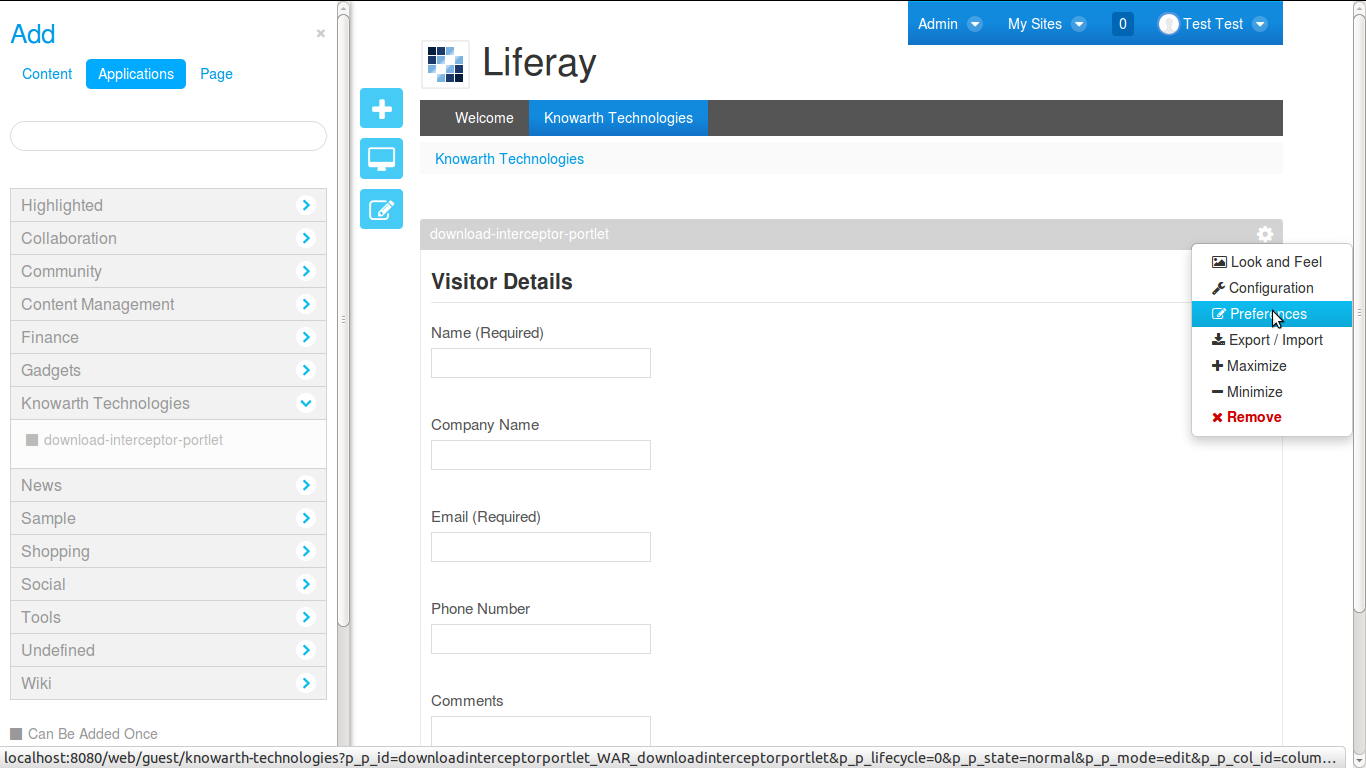 Add
×
Content Applications Page
Highlighted
Collaboration
Community
Content Management
Finance
Gadgets
Knowarth Technologies
download-interceptor-portlet
News
Sample
Shopping
Social
Tools
Undefined
Wiki
Can Be Added Once
Admin My Sites 0 Test Test
Liferay
Welcome Knowarth Technologies
Knowarth Technologies
download-interceptor-portlet
Look and Feel
Configuration
Preferences
Export / Import
Maximize
Minimize
Remove
Visitor Details
Name (Required)
Company Name
Email (Required)
Phone Number
Comments
localhost:8080/web/guest/knowarth-technologies?p_p_id=downloadinterceptorportlet_WAR_downloadinterceptorportlet&p_p_lifecycle=0&p_p_state=normal&p_p_mode=edit&p_p_col_id=colum...